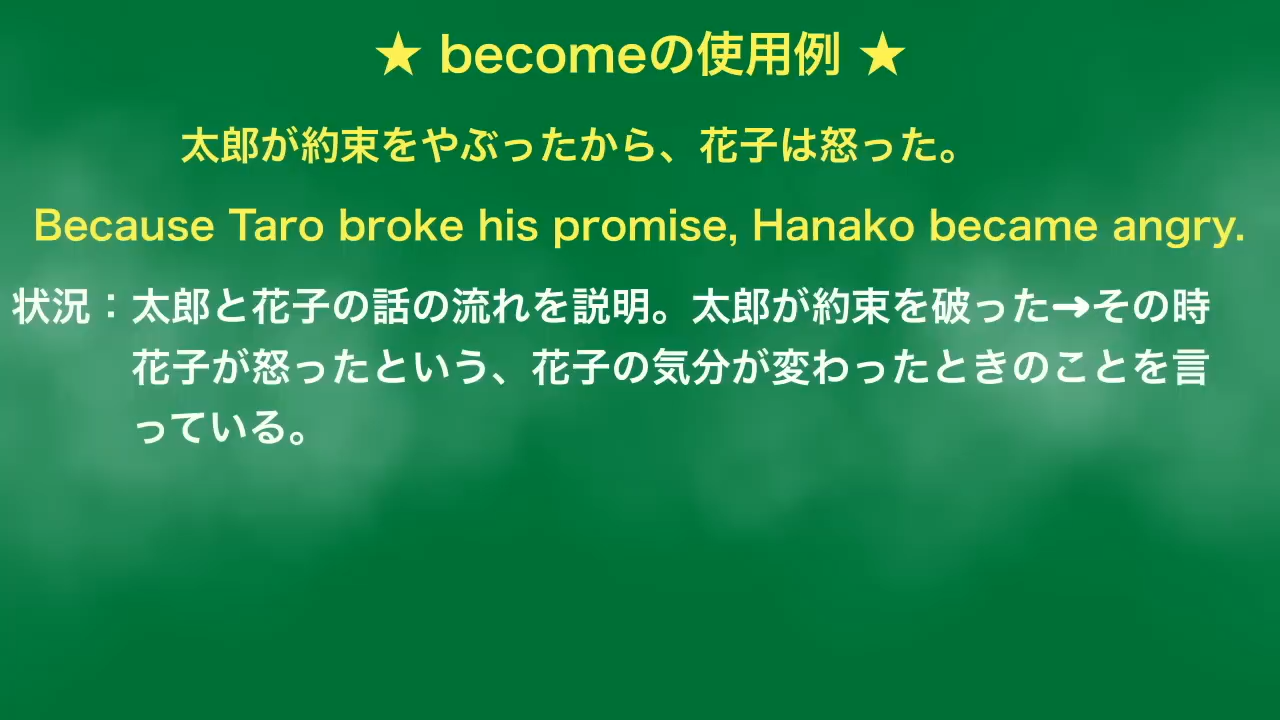 ★ becomeの使用例 ★
太郎が約束をやぶったから、花子は怒った。
Because Taro broke his promise, Hanako became angry.
状況：太郎と花子の話の流れを説明。太郎が約束を破った→その時
花子が怒ったという、花子の気分が変わったときのことを言
っている。